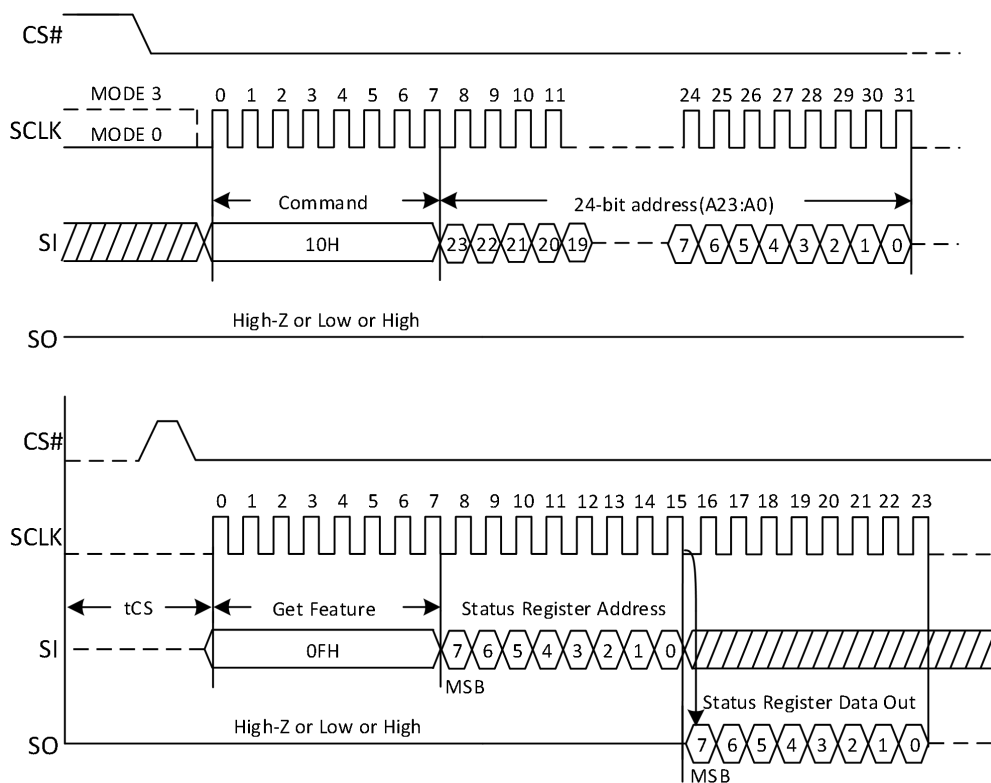 CS#
MODE 3
0 1 2 3 4 5 6 7 8 9 10 11 24 25 26 27 28 29 30 31
SCLK
MODE 0
Command
24-bit address(A23:A0)
SI
10H
23 22 21 20 19 7 6 5 4 3 2 1 0
High-Z or Low or High
SO
CS#
0 1 2 3 4 5 6 7 8 9 10 11 12 13 14 15 16 17 18 19 20 21 22 23
SCLK
tCS
Get Feature
Status Register Address
SI
0FH
7 6 5 4 3 2 1 0
MSB
Status Register Data Out
High-Z or Low or High
SO
7 6 5 4 3 2 1 0
MSB